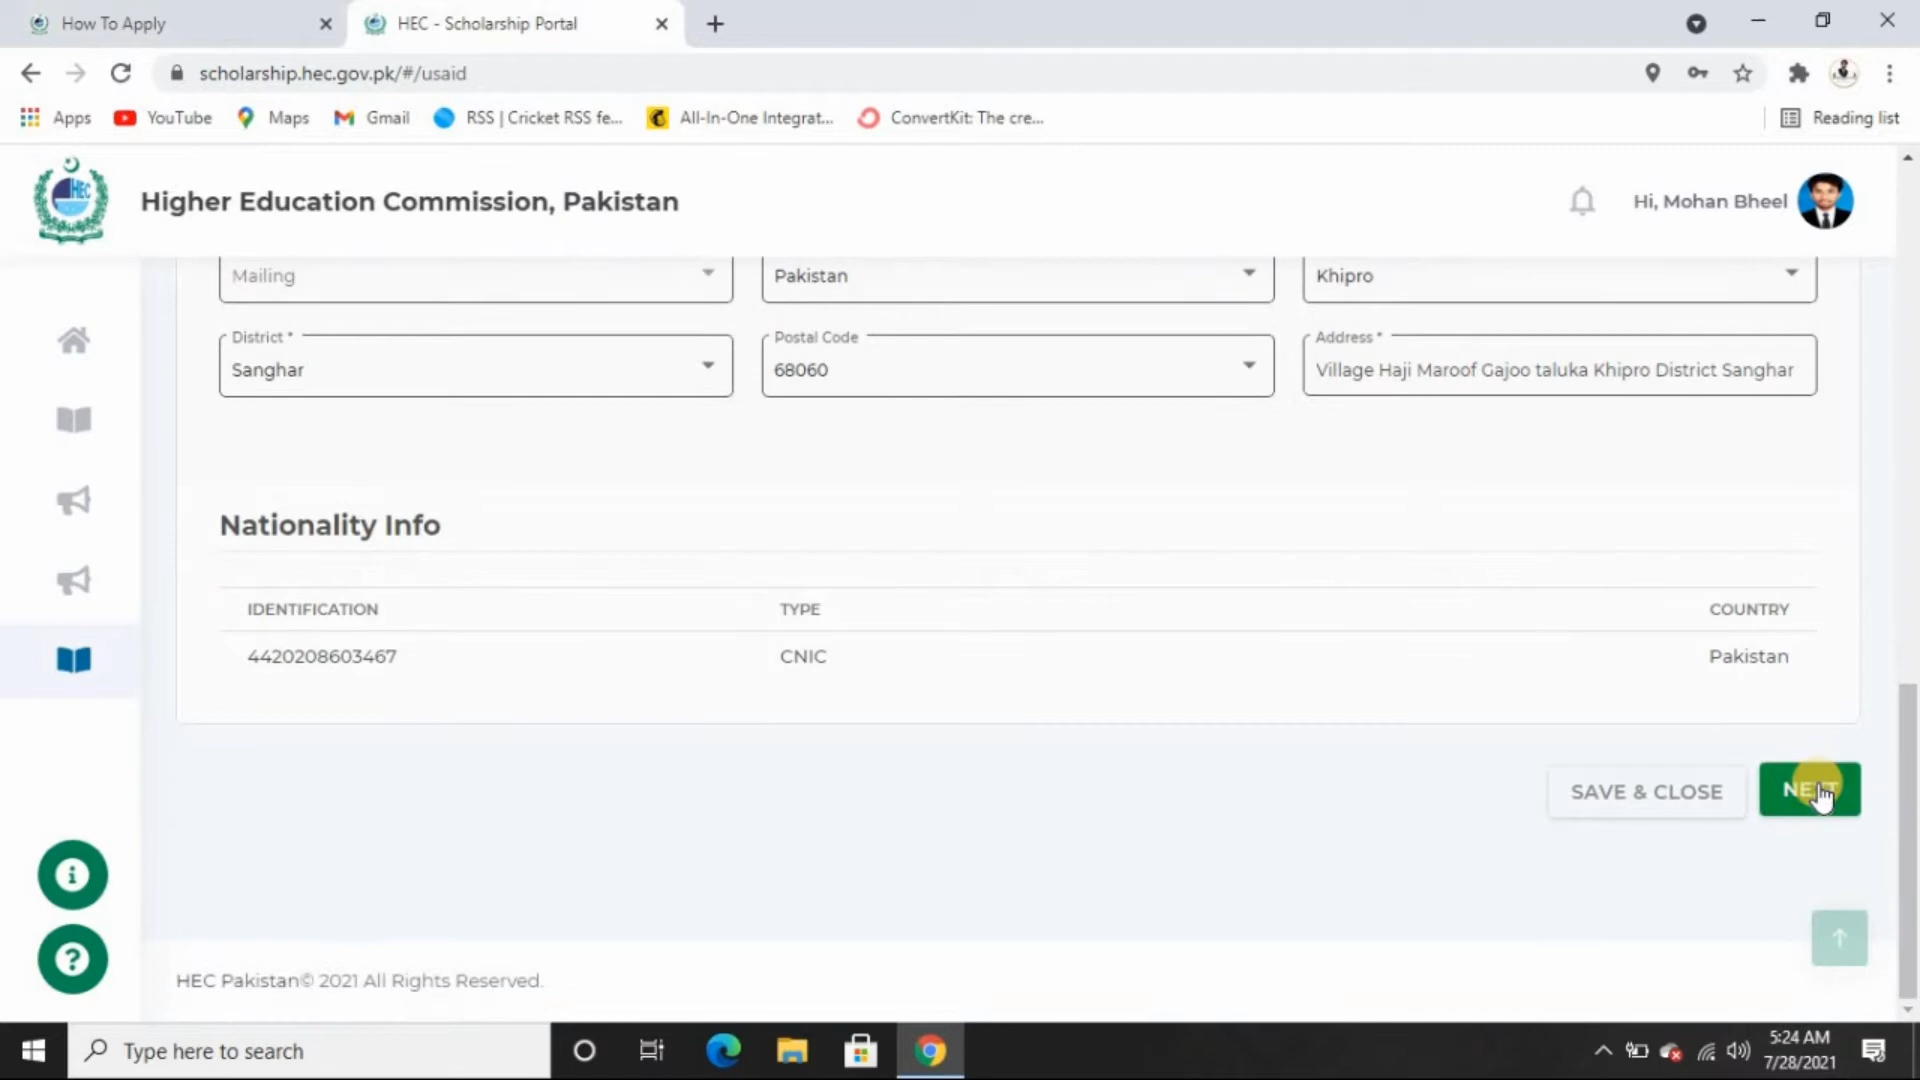 How To Apply
HEC - Scholarship Portal
scholarship.hec.gov.pk/#/usaid
Apps
YouTube
Maps
Gmail
RSS | Cricket RSS fe...
All-In-One Integrat...
ConvertKit: The cre...
Reading list
HEC
Higher Education Commission, Pakistan
Hi, Mohan Bheel
Mailing
Pakistan
Khipro
District *
Sanghar
Postal Code
68060
Address *
Village Haji Maroof Gajoo taluka Khipro District Sanghar
Nationality Info
IDENTIFICATION TYPE COUNTRY
4420208603467 CNIC Pakistan
SAVE & CLOSE
NEXT
HEC Pakistan© 2021 All Rights Reserved.
Type here to search
5:24 AM
7/28/2021